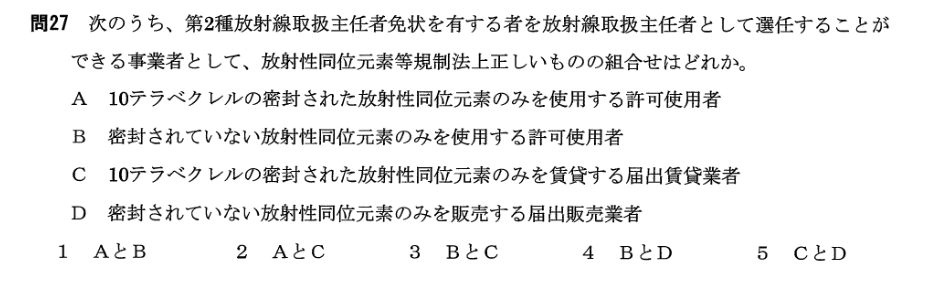 問27 次のうち、第2種放射線取扱主任者免状を有する者を放射線取扱主任者として選任することが
できる事業者として、放射性同位元素等規制法上正しいものの組合せはどれか。
A 10テラベクレルの密封された放射性同位元素のみを使用する許可使用者
B 密封されていない放射性同位元素のみを使用する許可使用者
C 10テラベクレルの密封された放射性同位元素のみを賃貸する届出賃貸業者
D 密封されていない放射性同位元素のみを販売する届出販売業者
1 AとB 2 AとC 3 BとC 4 BとD 5 CとD